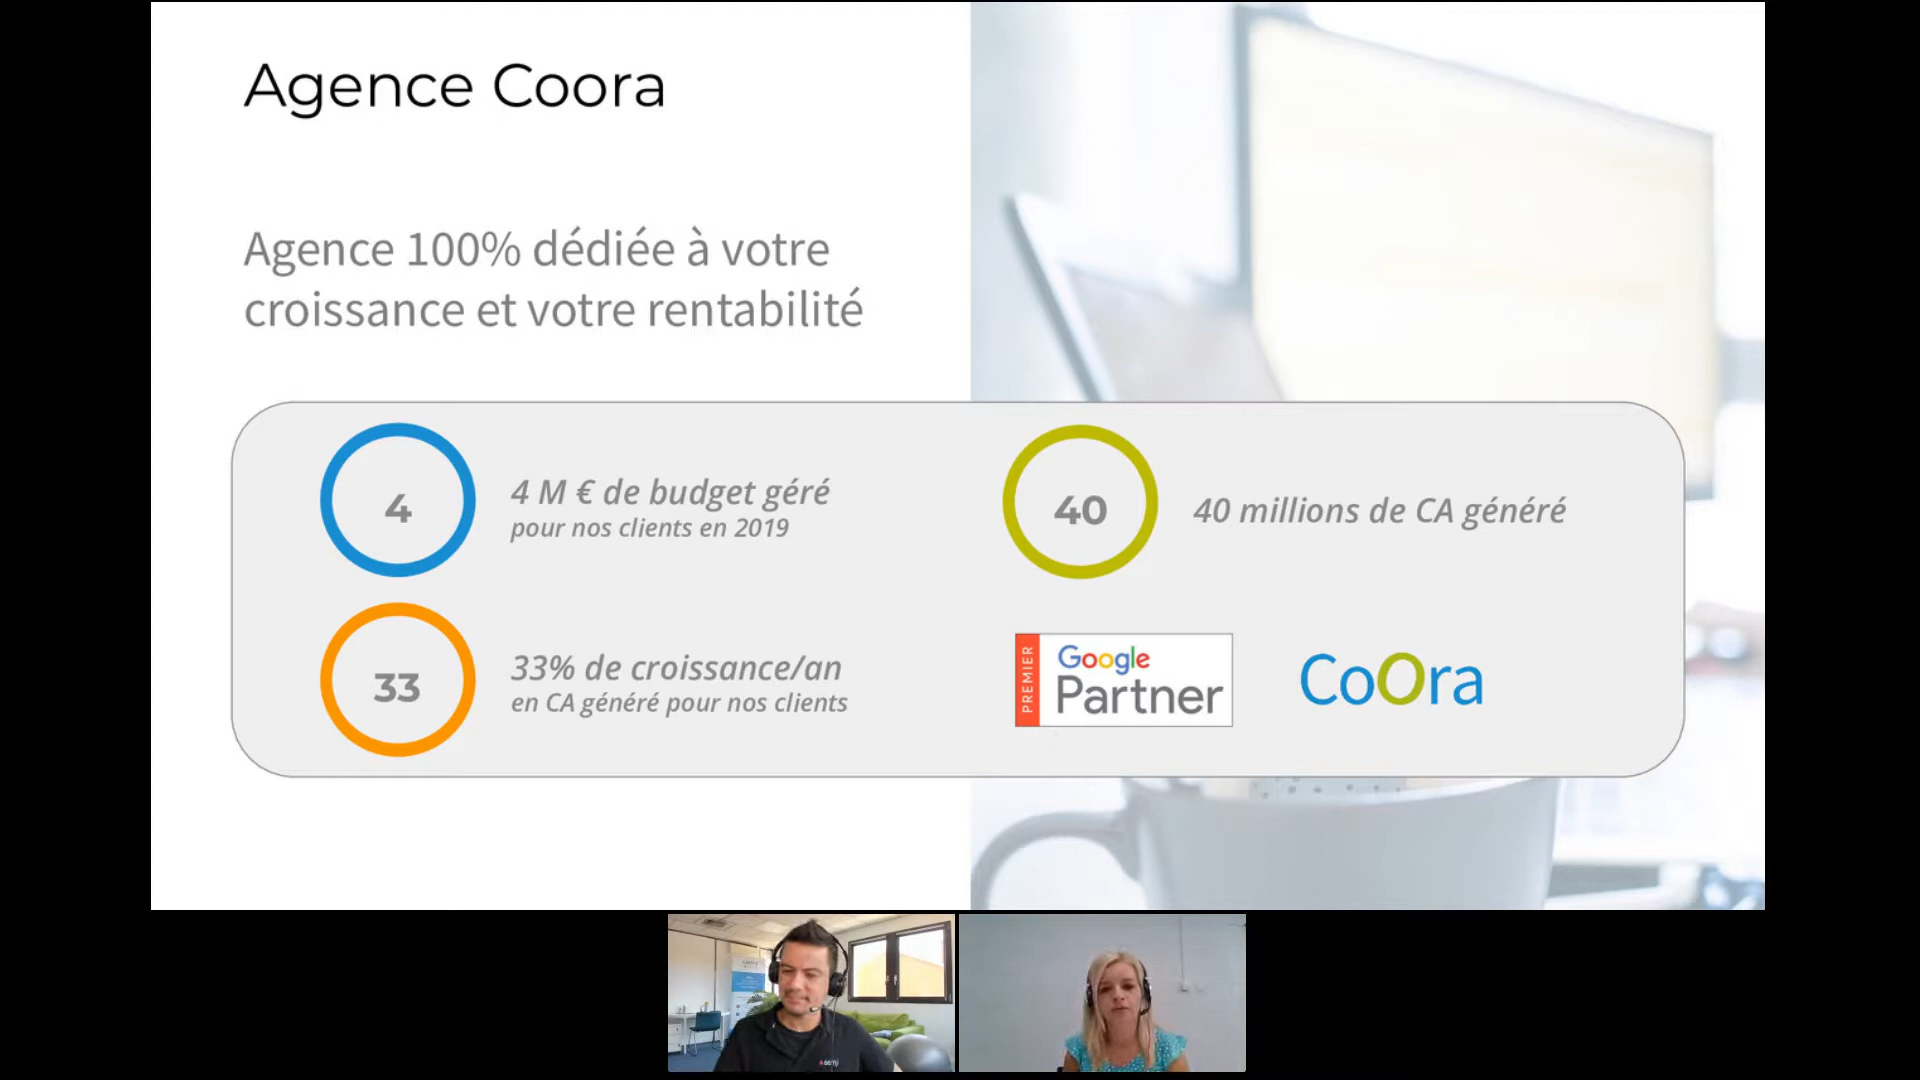 Agence Coora
Agence 100% dédiée à votre
croissance et votre rentabilité
4
4 M € de budget géré
pour nos clients en 2019
40
40 millions de CA généré
33
33% de croissance/an
en CA généré pour nos clients
PREMIER
Google
Partner
CoOra